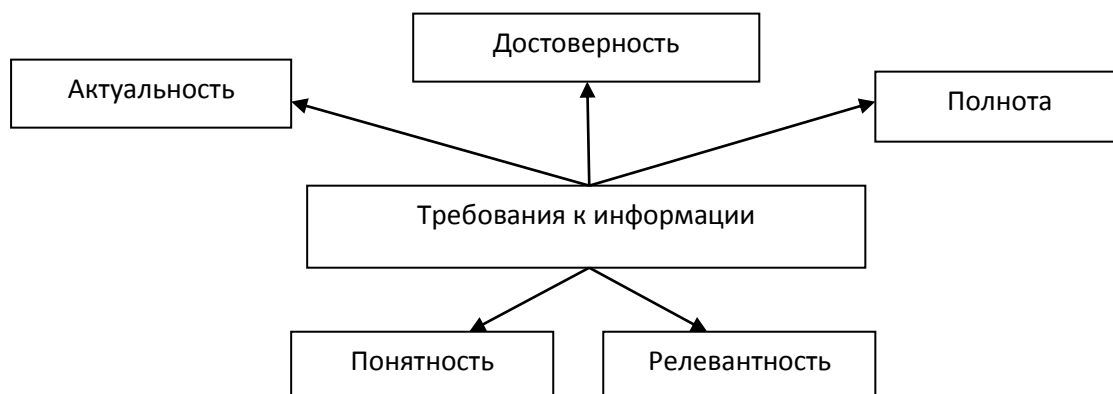 Достоверность
Актуальность
Полнота
Требования к информации
Понятность
Релевантность